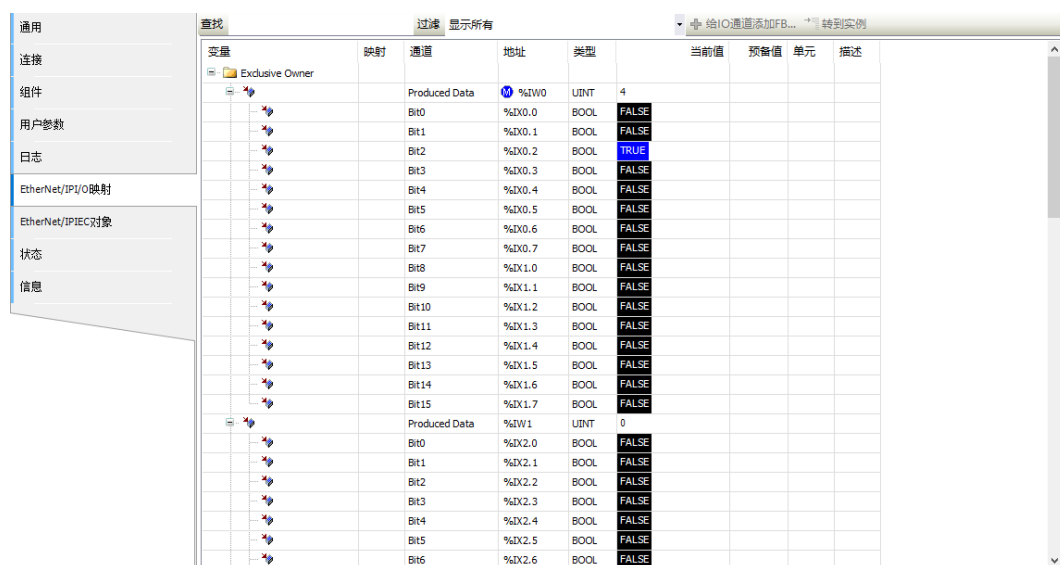 通用
连接
组件
用户参数
日志
EtherNet/IPI/O映射
EtherNet/IPIEC对象
状态
信息
查找 过滤 显示所有 给IO通道添加FB... 转到实例
变量 映射 通道 地址 类型 当前值 预备值 单元 描述
Exclusive Owner
Produced Data M %IW0 UINT 4
Bit0 %IX0.0 BOOL FALSE
Bit1 %IX0.1 BOOL FALSE
Bit2 %IX0.2 BOOL TRUE
Bit3 %IX0.3 BOOL FALSE
Bit4 %IX0.4 BOOL FALSE
Bit5 %IX0.5 BOOL FALSE
Bit6 %IX0.6 BOOL FALSE
Bit7 %IX0.7 BOOL FALSE
Bit8 %IX1.0 BOOL FALSE
Bit9 %IX1.1 BOOL FALSE
Bit10 %IX1.2 BOOL FALSE
Bit11 %IX1.3 BOOL FALSE
Bit12 %IX1.4 BOOL FALSE
Bit13 %IX1.5 BOOL FALSE
Bit14 %IX1.6 BOOL FALSE
Bit15 %IX1.7 BOOL FALSE
Produced Data %IW1 UINT 0
Bit0 %IX2.0 BOOL FALSE
Bit1 %IX2.1 BOOL FALSE
Bit2 %IX2.2 BOOL FALSE
Bit3 %IX2.3 BOOL FALSE
Bit4 %IX2.4 BOOL FALSE
Bit5 %IX2.5 BOOL FALSE
Bit6 %IX2.6 BOOL FALSE